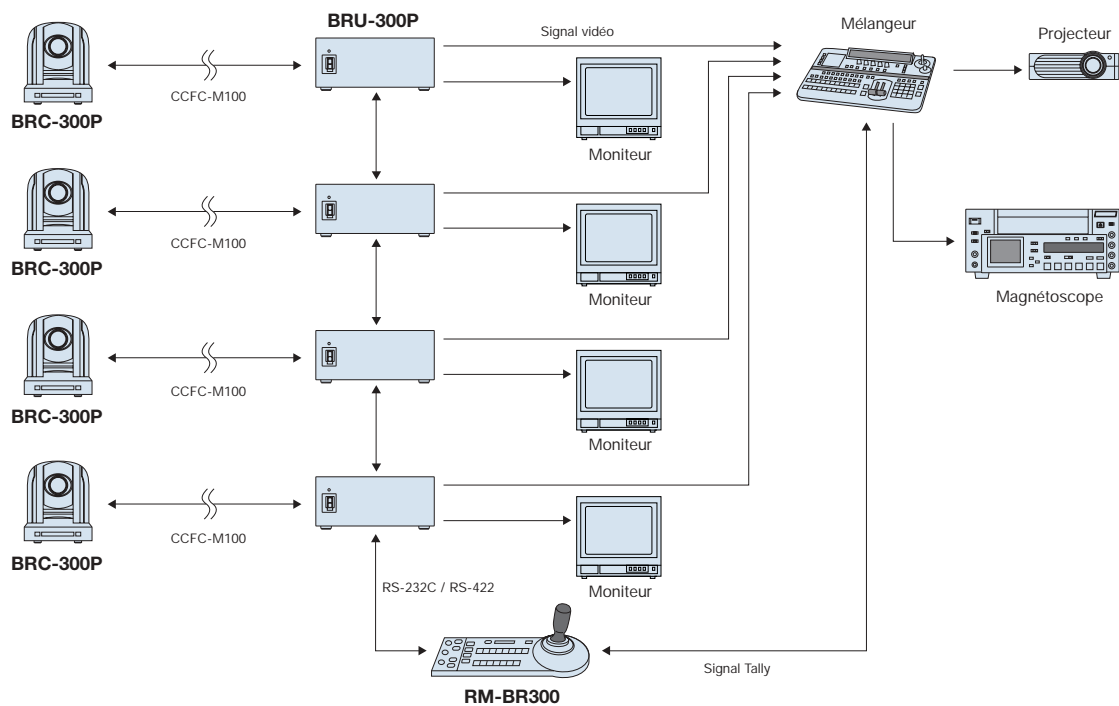 BRU-300P
Signal vidéo
Mélangeur
Projecteur
CCFC-M100
BRC-300P
Moniteur
CCFC-M100
BRC-300P
Moniteur
Magnétoscope
CCFC-M100
BRC-300P
Moniteur
CCFC-M100
BRC-300P
Moniteur
RS-232C / RS-422
Signal Tally
RM-BR300